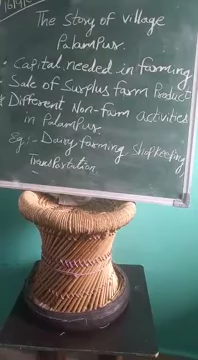 The Story of village
Palampur.
• Capital needed in farming
• Sale of Surplus farm Product
* Different Non-farm activities
in Palampur.
Eg:- Dairy farming, Shopkeeping
Transportation.